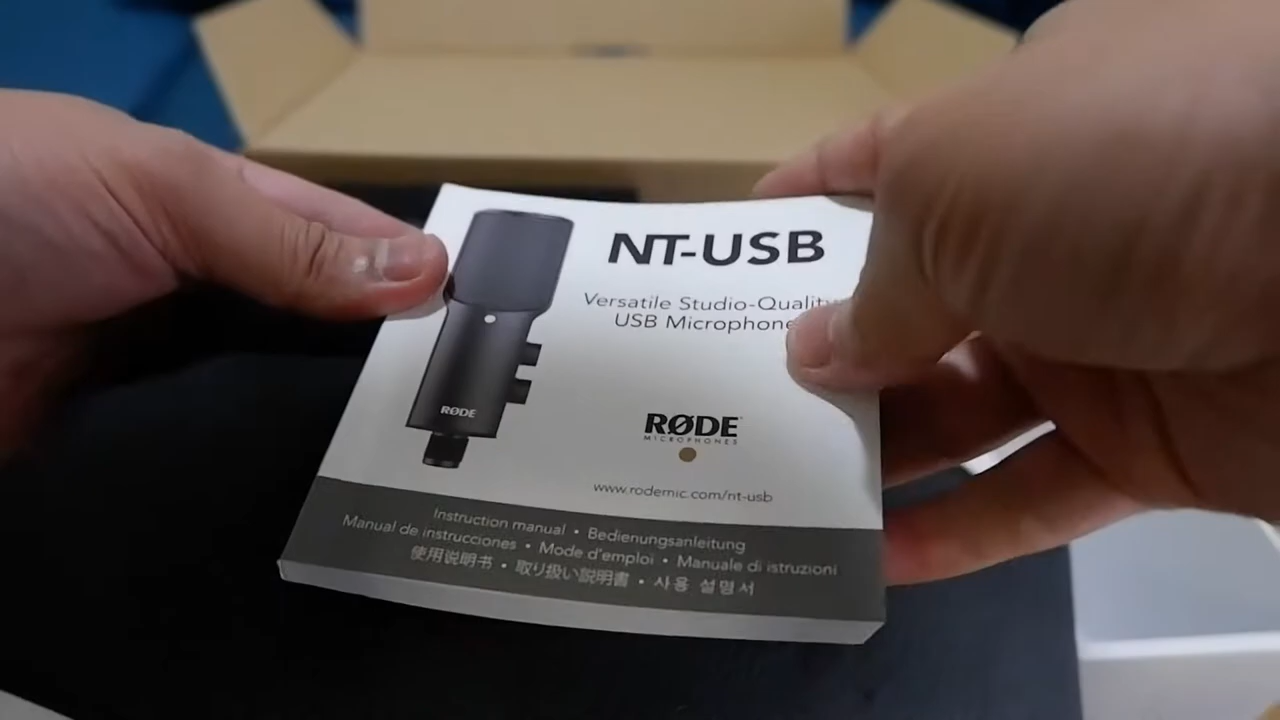 NT-USB
Versatile Studio-Quality
USB Microphone
RØDE
RØDE
MICROPHONES
www.rodemic.com/nt-usb
Instruction manual • Bedienungsanleitung
Manual de instrucciones • Mode d'emploi • Manuale di istruzioni
使用说明书 • 取り扱い説明書 • 사용 설명서